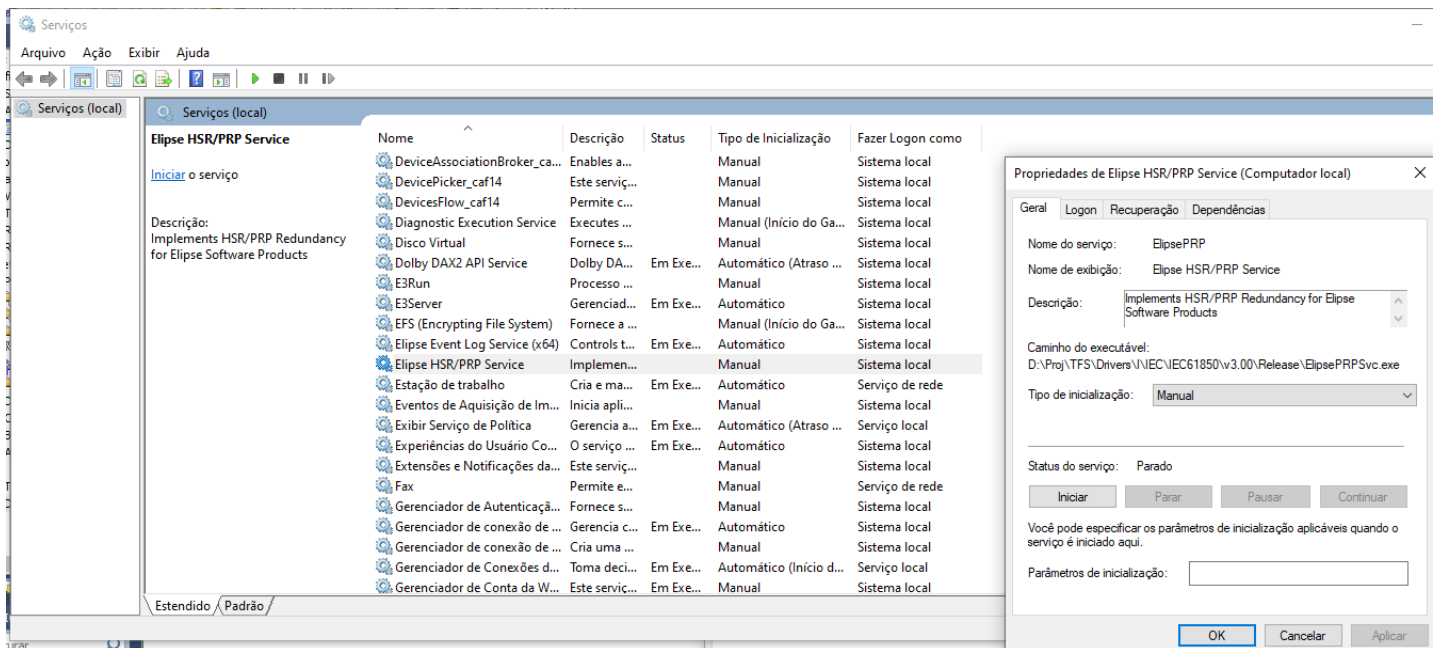 Serviços
Arquivo Ação Exibir Ajuda
Serviços (local)
Serviços (local)
Elipse HSR/PRP Service
Iniciar o serviço
Descrição:
Implements HSR/PRP Redundancy
for Elipse Software Products
Nome Descrição Status Tipo de Inicialização Fazer Logon como
DeviceAssociationBroker_ca... Enables a... Manual Sistema local
DevicePicker_caf14 Este serviç... Manual Sistema local
DevicesFlow_caf14 Permite c... Manual Sistema local
Diagnostic Execution Service Executes ... Manual (Início do Ga... Sistema local
Disco Virtual Fornece s... Manual Sistema local
Dolby DAX2 API Service Dolby DA... Em Exe... Automático (Atraso ... Sistema local
E3Run Processo ... Manual Sistema local
E3Server Gerenciad... Em Exe... Automático Sistema local
EFS (Encrypting File System) Fornece a ... Manual (Início do Ga... Sistema local
Elipse Event Log Service (x64) Controls t... Em Exe... Automático Sistema local
Elipse HSR/PRP Service Implemen... Manual Sistema local
Estação de trabalho Cria e ma... Em Exe... Automático Serviço de rede
Eventos de Aquisição de Im... Inicia apli... Manual Sistema local
Exibir Serviço de Política Gerencia a... Em Exe... Automático (Atraso ... Serviço local
Experiências do Usuário Co... O serviço ... Em Exe... Automático Sistema local
Extensões e Notificações da... Este serviç... Manual Sistema local
Fax Permite e... Manual Serviço de rede
Gerenciador de Autenticaçã... Fornece s... Manual Sistema local
Gerenciador de conexão de ... Gerencia c... Em Exe... Automático Sistema local
Gerenciador de conexão de ... Cria uma ... Manual Sistema local
Gerenciador de Conexões d... Toma deci... Em Exe... Automático (Início d... Serviço local
Gerenciador de Conta da W... Este serviç... Em Exe... Manual Sistema local
Estendido Padrão
Propriedades de Elipse HSR/PRP Service (Computador local)
Geral Logon Recuperação Dependências
Nome do serviço: ElipsePRP
Nome de exibição: Elipse HSR/PRP Service
Descrição: Implements HSR/PRP Redundancy for Elipse
Software Products
Caminho do executável:
D:\Proj\TFS\Drivers\I\IEC\IEC61850\v3.00\Release\ElipsePRPSvc.exe
Tipo de inicialização: Manual
Status do serviço: Parado
Iniciar Parar Pausar Continuar
Você pode especificar os parâmetros de inicialização aplicáveis quando o
serviço é iniciado aqui.
Parâmetros de inicialização:
OK Cancelar Aplicar